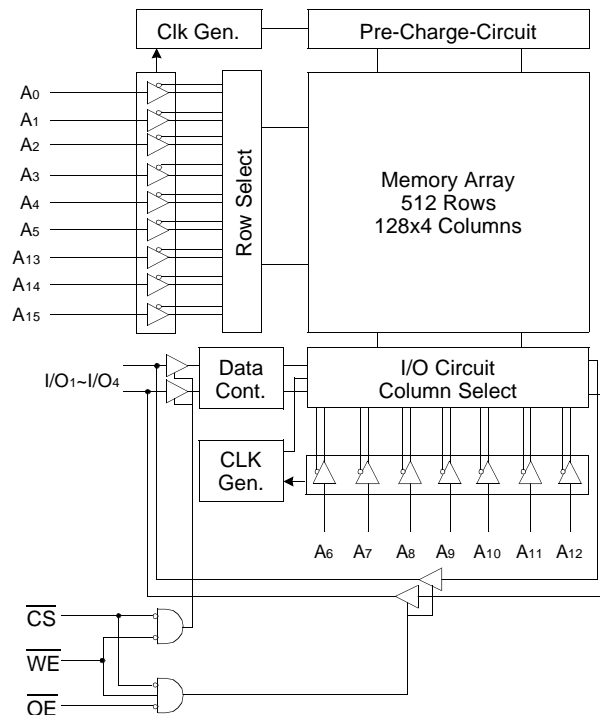 Clk Gen.
Pre-Charge-Circuit
A0
A1
A2
A3
A4
A5
A13
A14
A15
Row Select
Memory Array
512 Rows
128x4 Columns
I/O1~I/O4
Data
Cont.
I/O Circuit
Column Select
CLK
Gen.
A6 A7 A8 A9 A10 A11 A12
CS
WE
OE